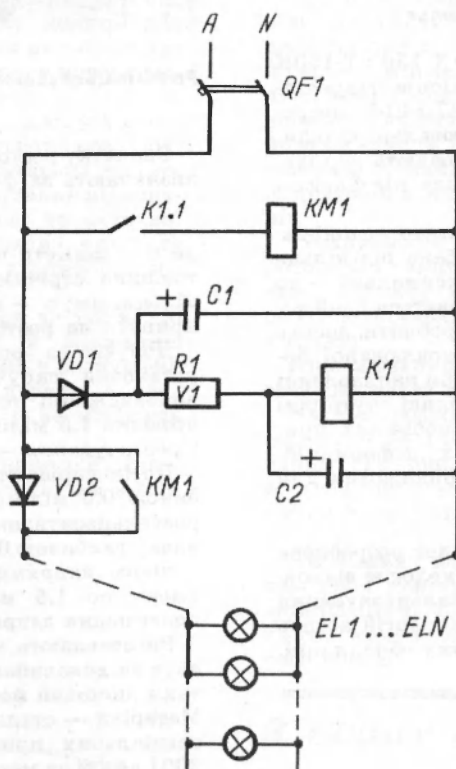 A N
QF1
K1.1 KM1
+ C1
VD1 R1 K1
V1
VD2 KM1 + C2
EL1...ELN